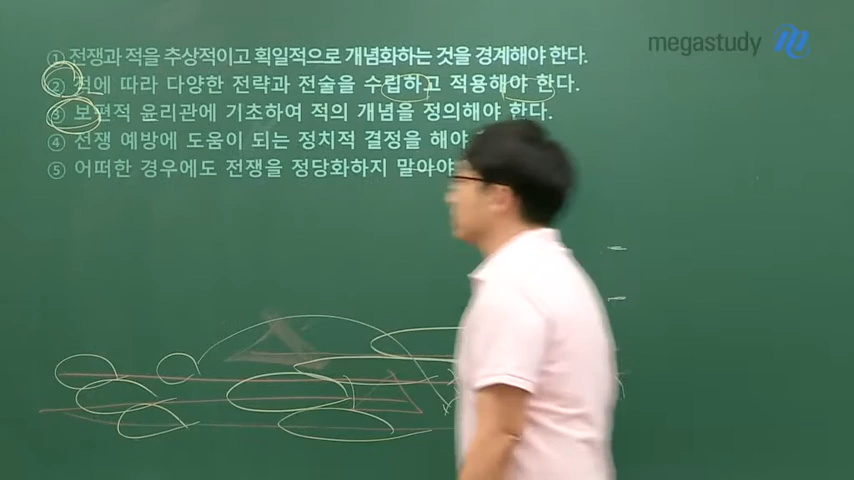 megastudy
① 전쟁과 적을 추상적이고 획일적으로 개념화하는 것을 경계해야 한다.
② 적에 따라 다양한 전략과 전술을 수립하고 적용해야 한다.
③ 보편적 윤리관에 기초하여 적의 개념을 정의해야 한다.
④ 전쟁 예방에 도움이 되는 정치적 결정을 해야
⑤ 어떠한 경우에도 전쟁을 정당화하지 말아야